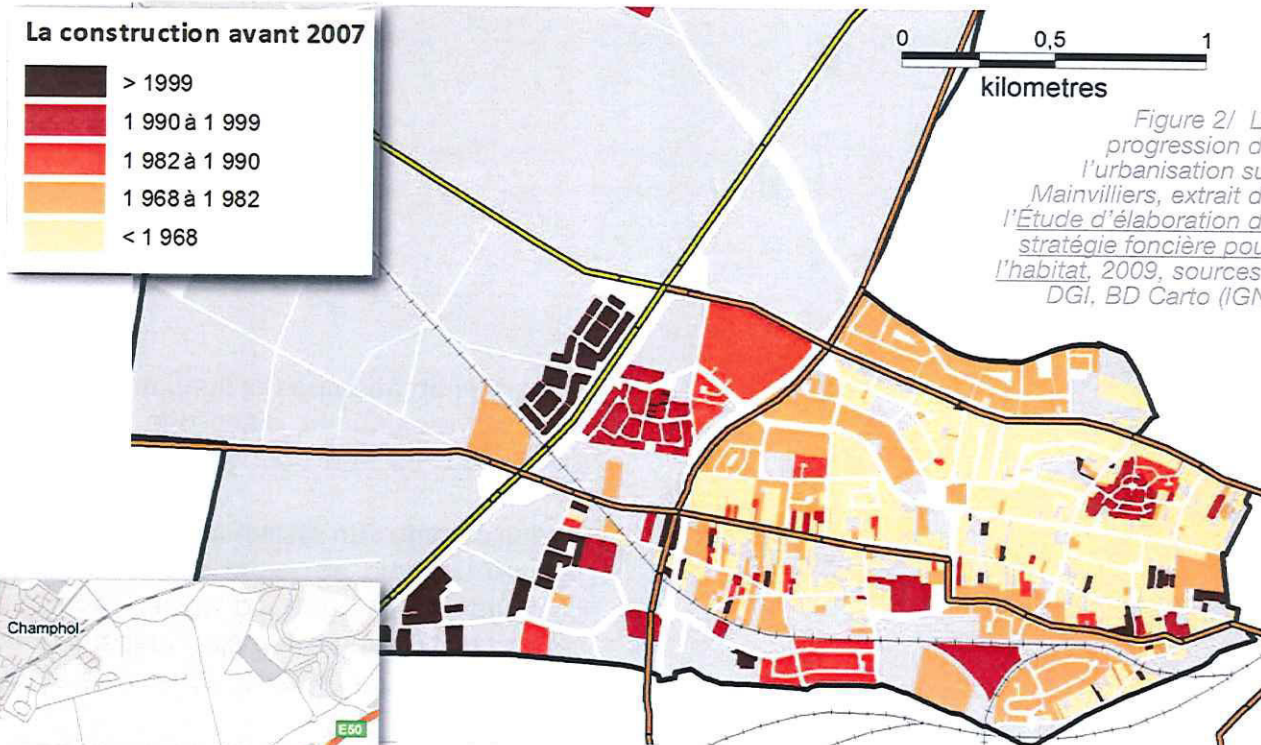 La construction avant 2007
> 1999
1 990 à 1 999
1 982 à 1 990
1 968 à 1 982
< 1 968
0 0,5 1
kilometres
Figure 2/
progression
l'urbanisation
Mainvilliers, extrait
l'Étude d'élaboration
stratégie foncière
l'habitat, 2009, sources
DGI, BD Carto (IGN
Champhol
E50